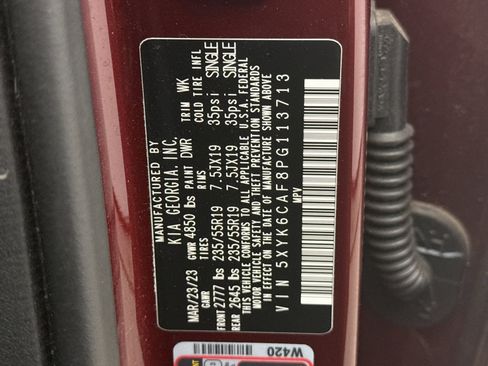 MANUFACTURED BY
KIA GEORGIA, INC.
MAR/23/23 GVWR 4850 lbs PAINT DWR TRIM WK
GAWR TIRES RIMS COLD TIRE INFL
FRONT 2777 lbs 235/55R19 7.5JX19 35psi SINGLE
REAR 2645 lbs 235/55R19 7.5JX19 35psi SINGLE
THIS VEHICLE CONFORMS TO ALL APPLICABLE U.S.A. FEDERAL
MOTOR VEHICLE SAFETY, BUMPER, AND THEFT PREVENTION STANDARDS
IN EFFECT ON THE DATE OF MANUFACTURE SHOWN ABOVE
VIN 5XYK6CAF8PG113713
MPV
W420